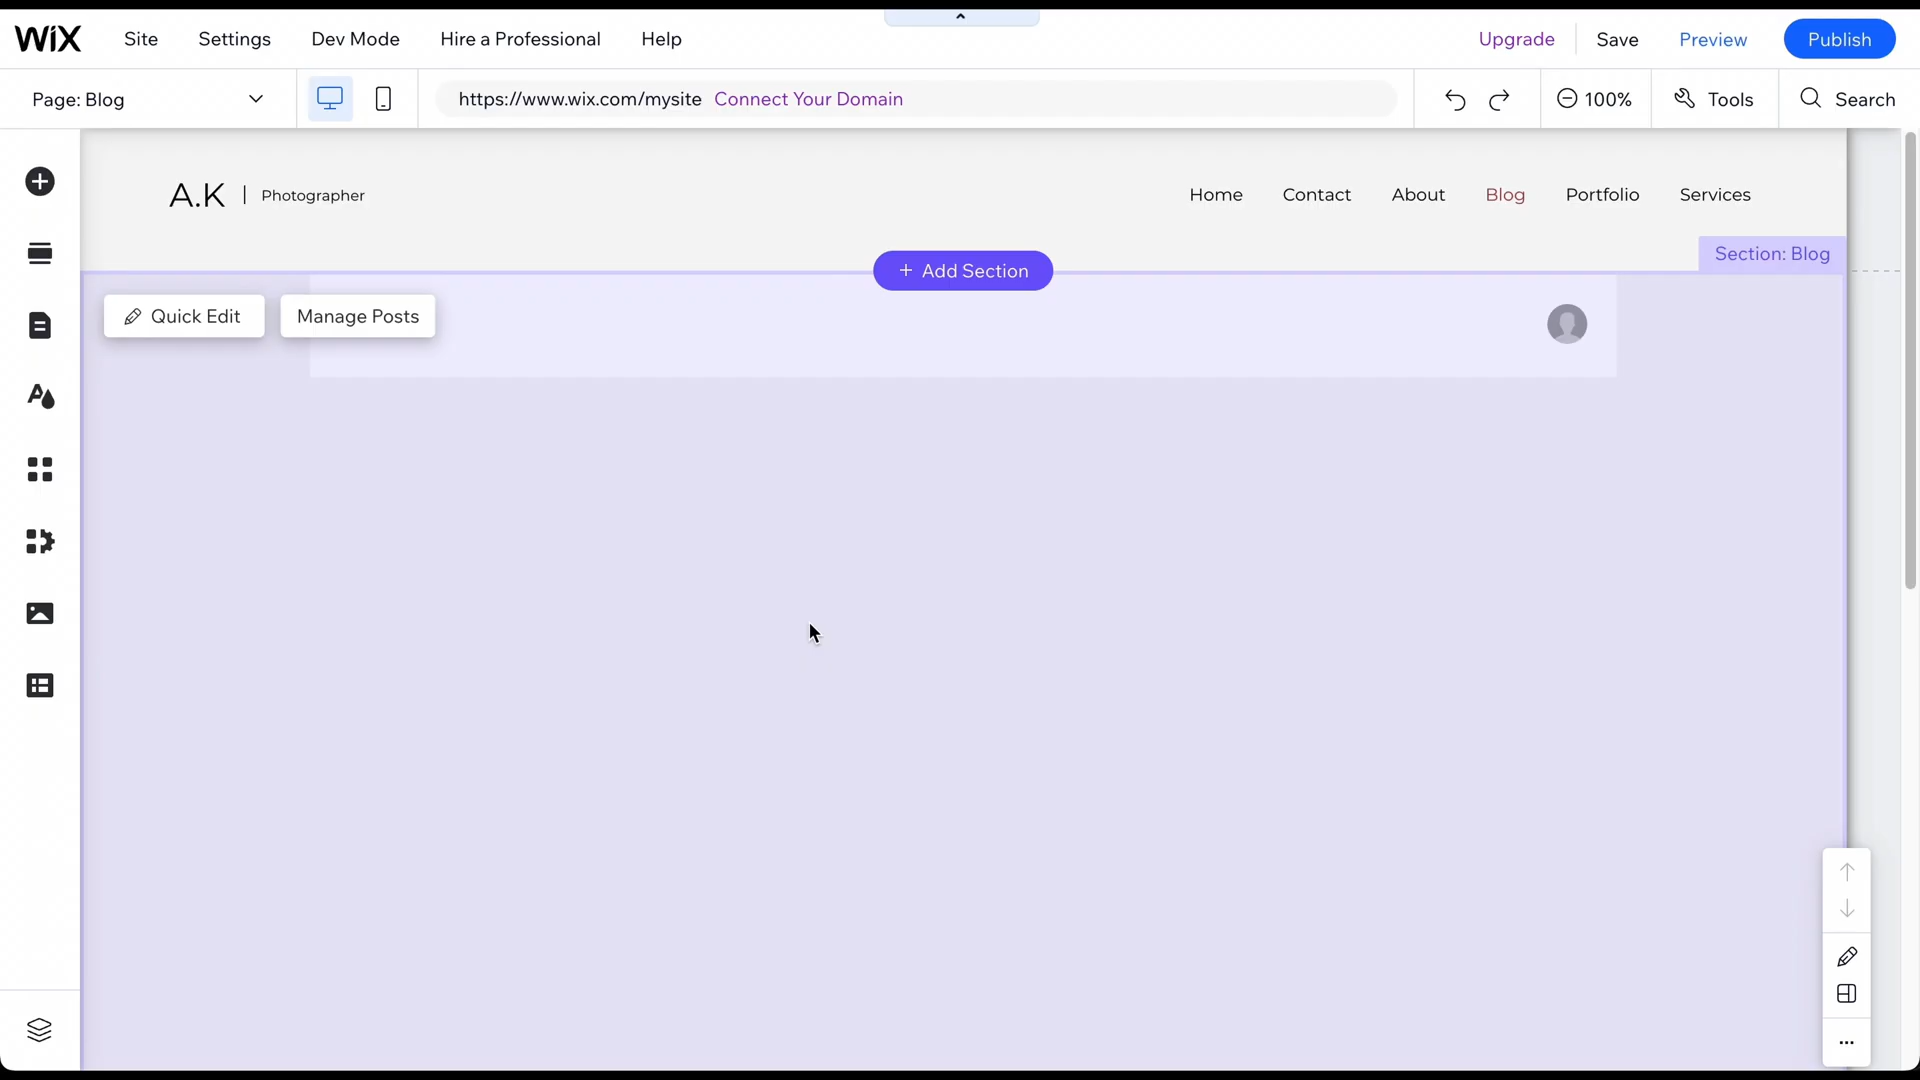 WiX Site Settings Dev Mode Hire a Professional Help Upgrade Save Preview Publish
Page: Blog https://www.wix.com/mysite Connect Your Domain 100% Tools Search
A.K | Photographer Home Contact About Blog Portfolio Services
Section: Blog
+ Add Section
Quick Edit Manage Posts